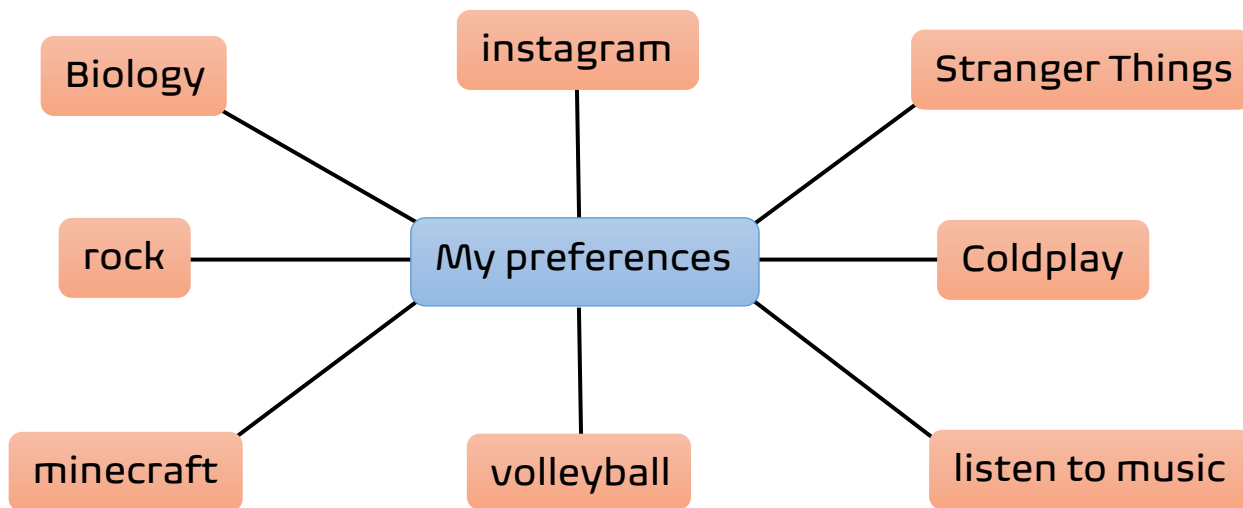 Biology
instagram
Stranger Things
rock
My preferences
Coldplay
minecraft
volleyball
listen to music